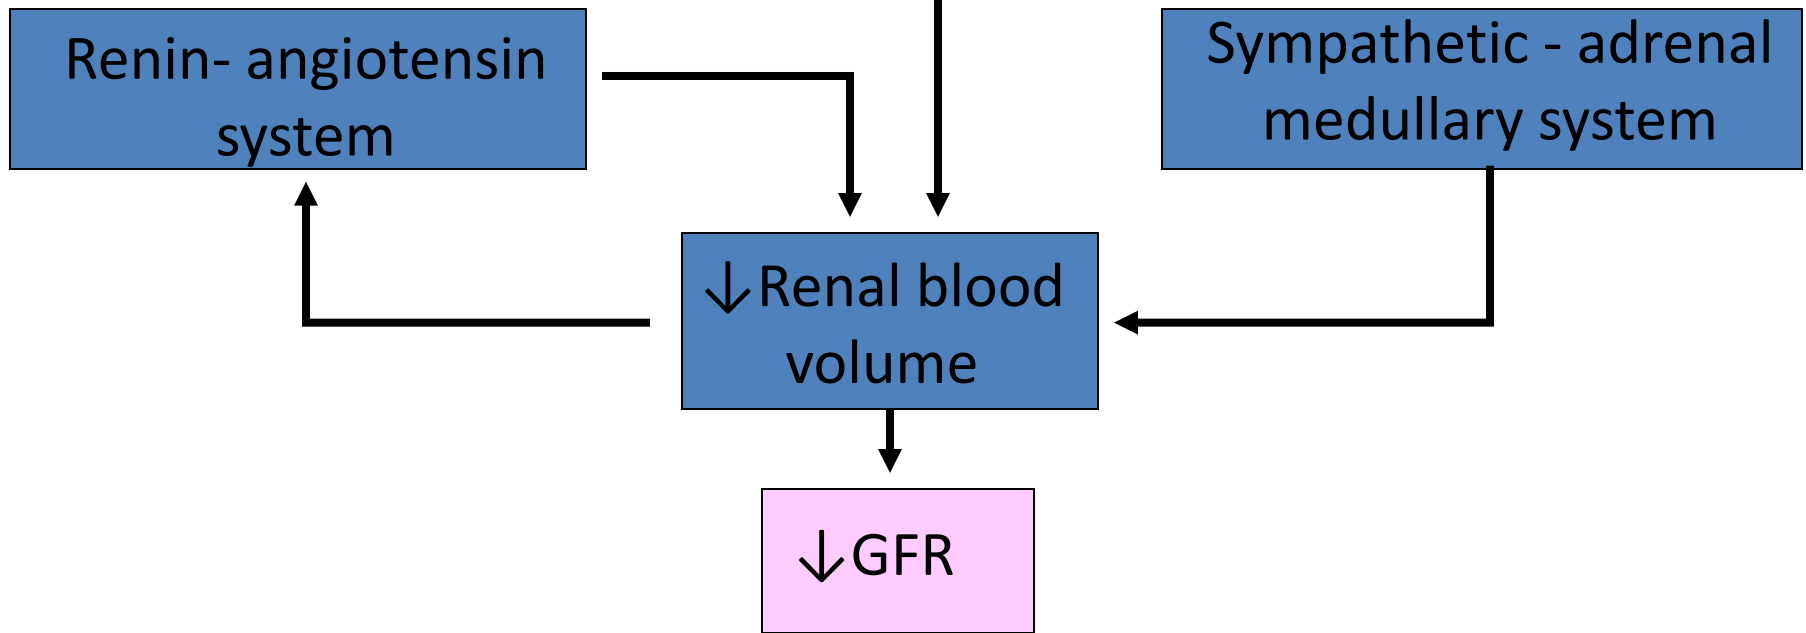 Renin- angiotensin
system
Sympathetic - adrenal
medullary system
↓Renal blood
volume
↓GFR